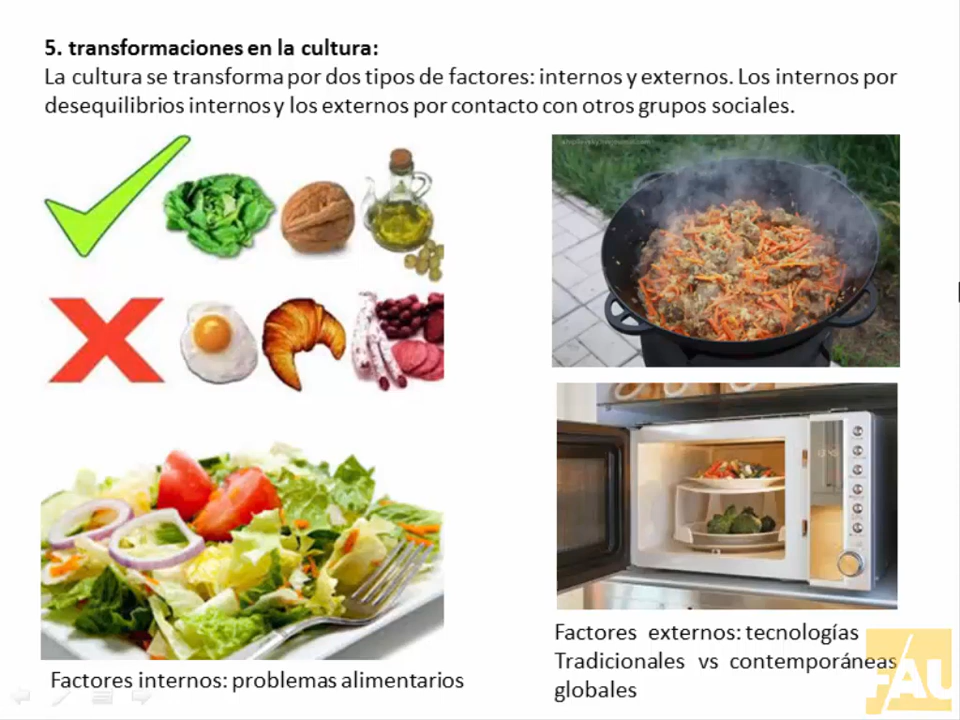 5. transformaciones en la cultura:
La cultura se transforma por dos tipos de factores: internos y externos. Los internos por
desequilibrios internos y los externos por contacto con otros grupos sociales.
Factores internos: problemas alimentarios
Factores externos: tecnologías
Tradicionales vs contemporáneas
globales
FAU